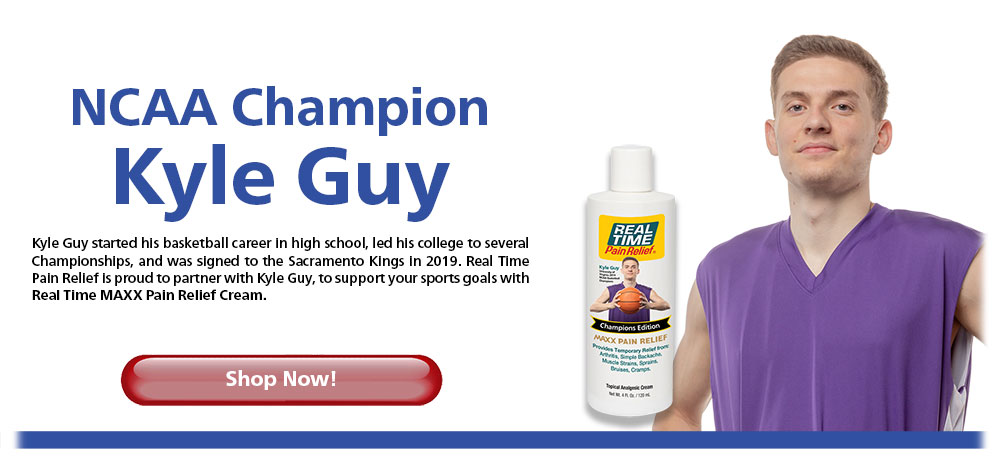 NCAA Champion
Kyle Guy
Kyle Guy started his basketball career in high school, led his college to several
Championships, and was signed to the Sacramento Kings in 2019. Real Time
Pain Relief is proud to partner with Kyle Guy, to support your sports goals with
Real Time MAXX Pain Relief Cream.
Shop Now!
REAL
TIME
Pain Relief®
Kyle Guy
Champions Edition
MAXX PAIN RELIEF
Provides Temporary Relief from:
Arthritis, Simple Backache,
Muscle Strains, Sprains,
Bruises, Cramps.
Topical Analgesic Cream
Net Wt. 4 Fl. Oz. / 120 mL